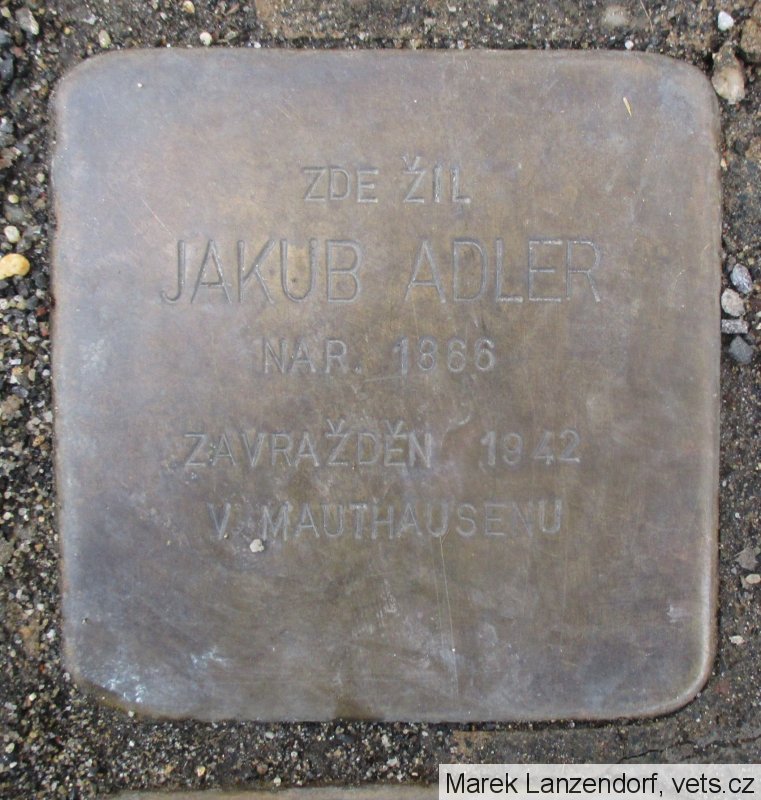 ZDE ŽIL
JAKUB ADLER
NAR. 1866
ZAVRAŽDĚN 1942
V MAUTHAUSENU
Marek Lanzendorf, vets.cz